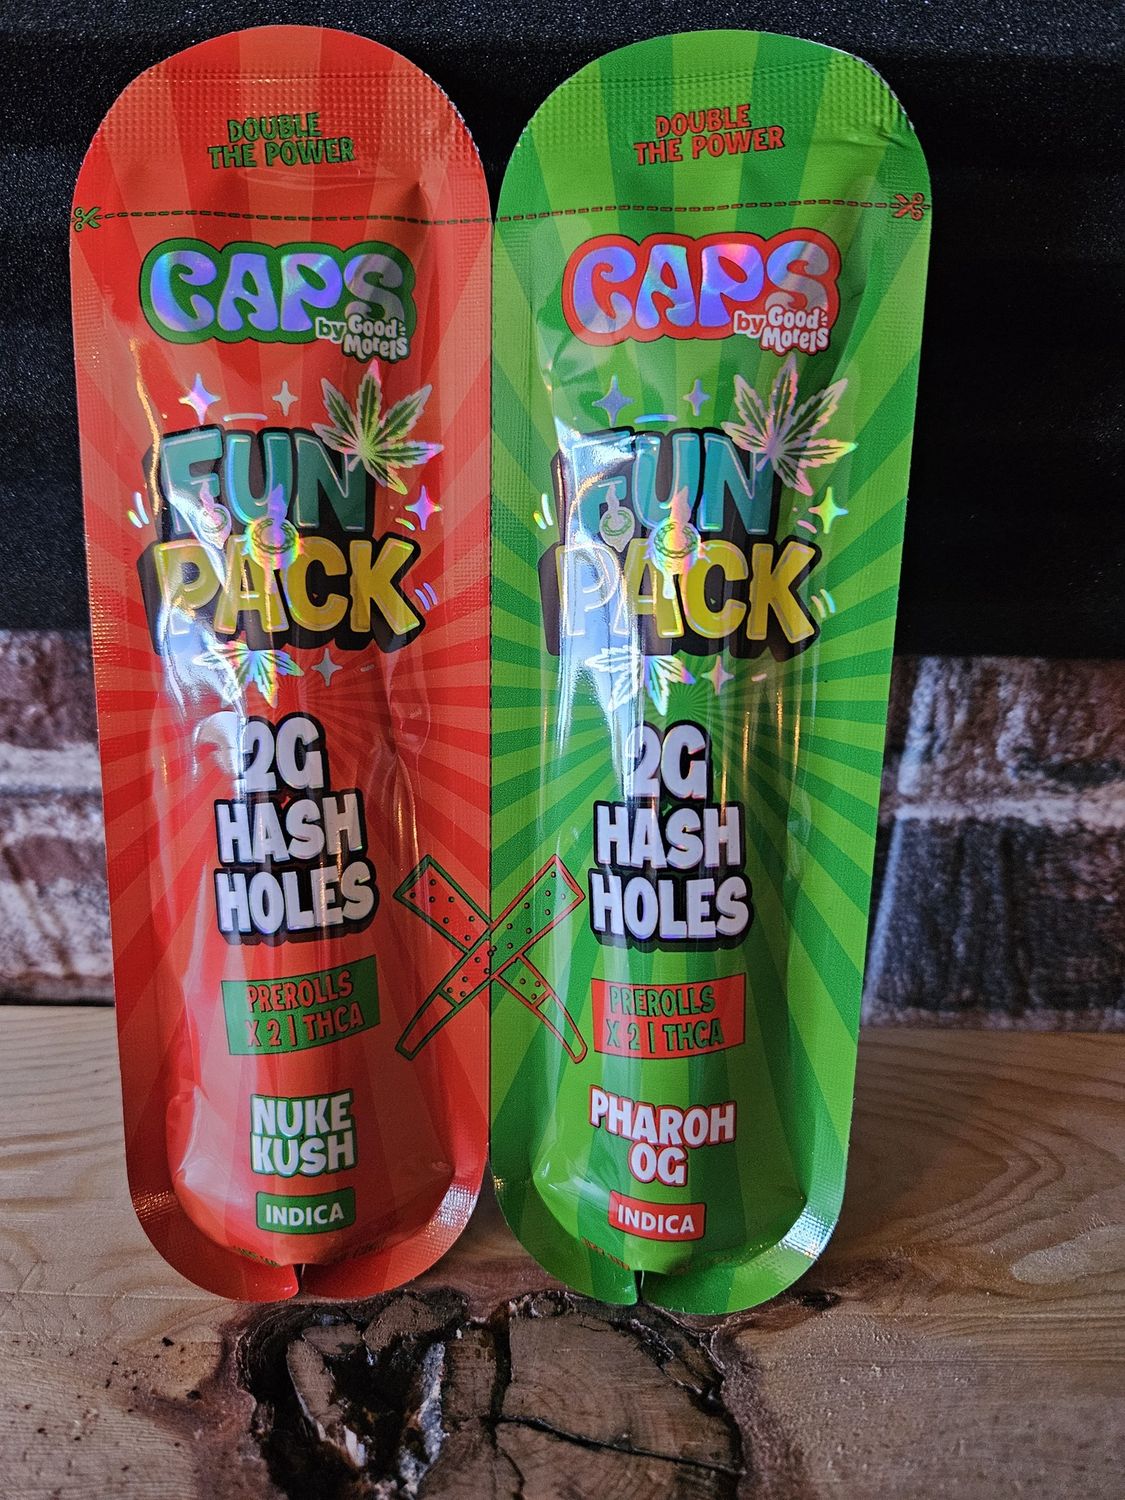 DOUBLE
THE POWER
CAPS
by Good
Morels
FUN
PACK
2G
HASH
HOLES
PREROLLS
X 2 | THCA
NUKE
KUSH
INDICA
DOUBLE
THE POWER
CAPS
by Good
Morels
FUN
PACK
2G
HASH
HOLES
PREROLLS
X 2 | THCA
PHAROH
OG
INDICA